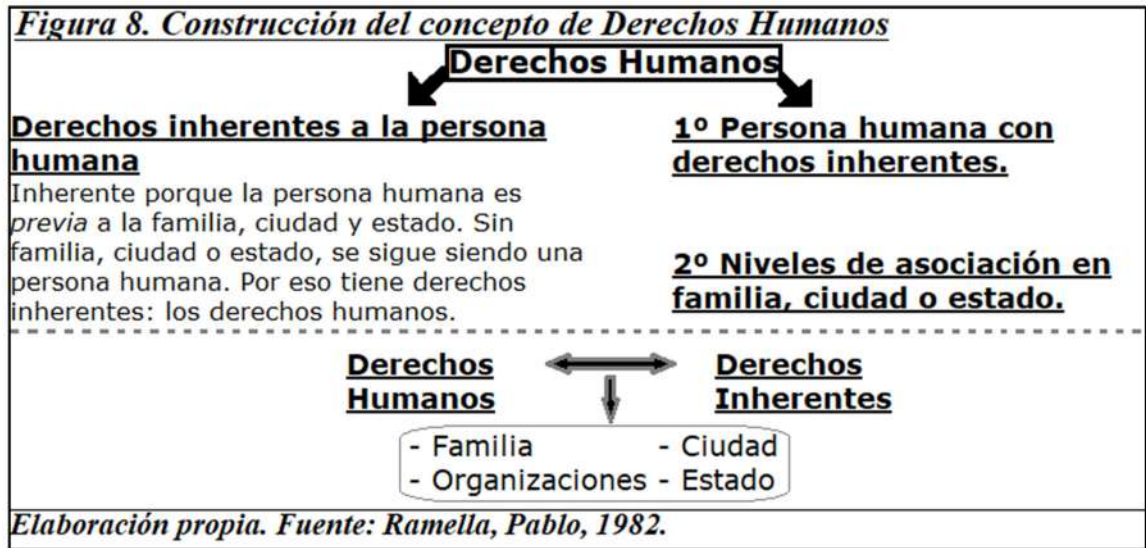 Figura 8. Construcción del concepto de Derechos Humanos
Derechos Humanos
Derechos inherentes a la persona
humana
Inherente porque la persona humana es
previa a la familia, ciudad y estado. Sin
familia, ciudad o estado, se sigue siendo una
persona humana. Por eso tiene derechos
inherentes: los derechos humanos.
1º Persona humana con
derechos inherentes.
2º Niveles de asociación en
familia, ciudad o estado.
Derechos
Humanos
Derechos
Inherentes
- Familia - Ciudad
- Organizaciones - Estado
Elaboración propia. Fuente: Ramella, Pablo, 1982.